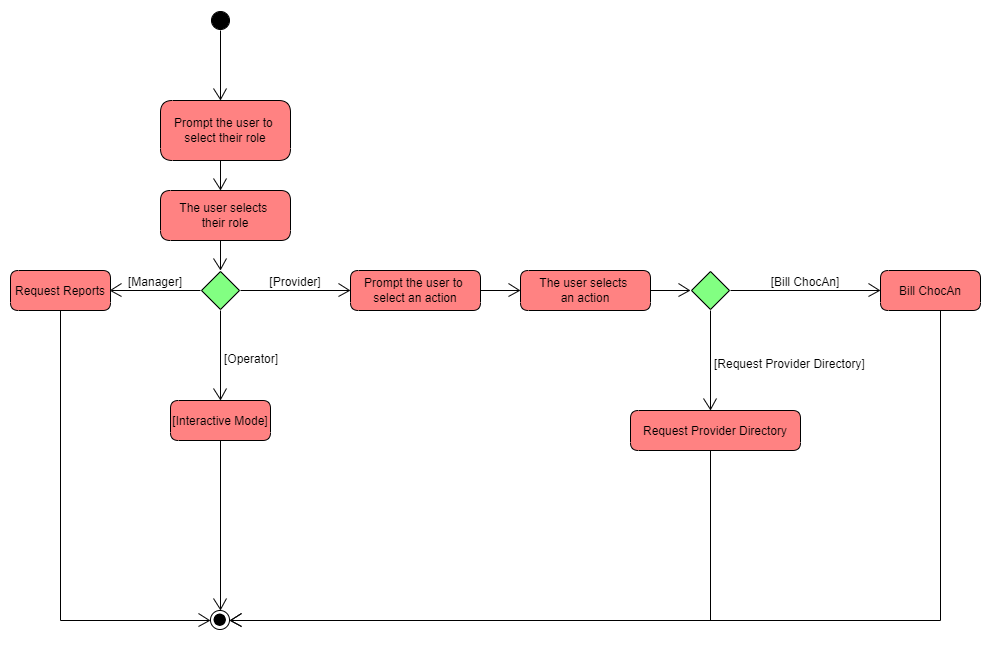 Prompt the user to
select their role
The user selects
their role
Request Reports
[Manager]
[Provider]
Prompt the user to
select an action
The user selects
an action
[Bill ChocAn]
Bill ChocAn
[Operator]
[Request Provider Directory]
[Interactive Mode]
Request Provider Directory